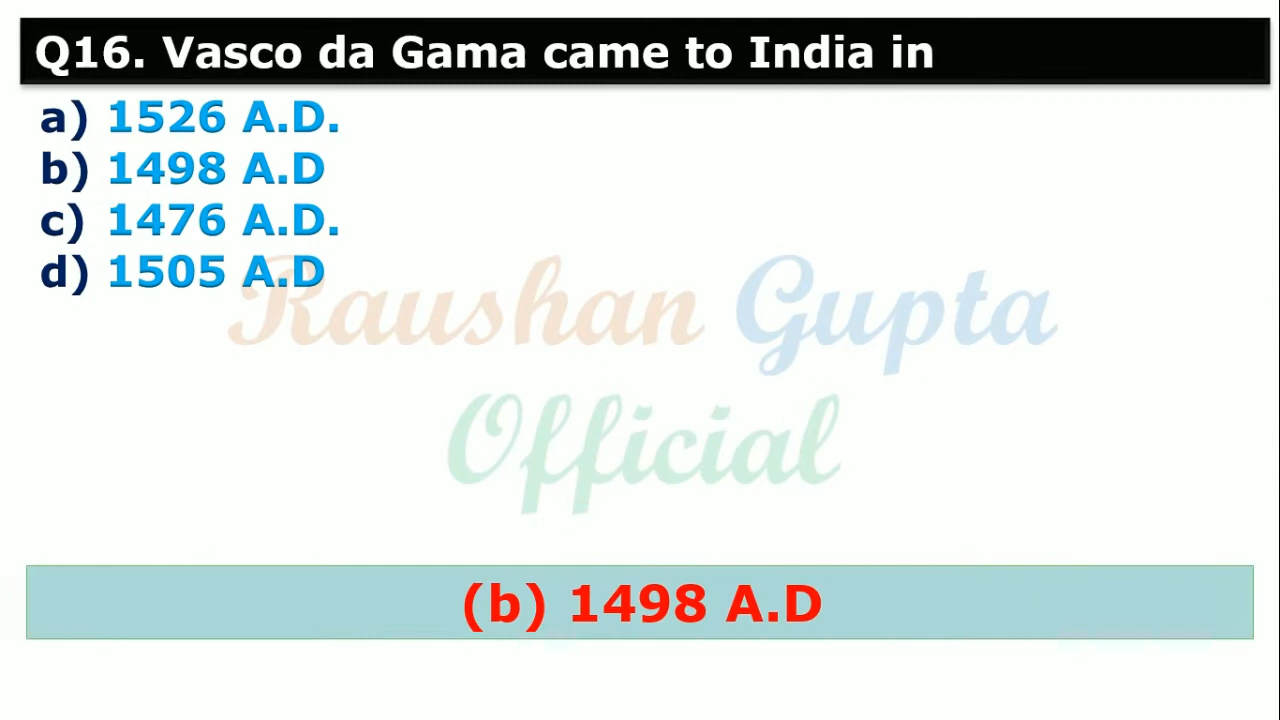 Q16. Vasco da Gama came to India in
a) 1526 A.D.
b) 1498 A.D
c) 1476 A.D.
d) 1505 A.D
Raushan Gupta
Official
(b) 1498 A.D